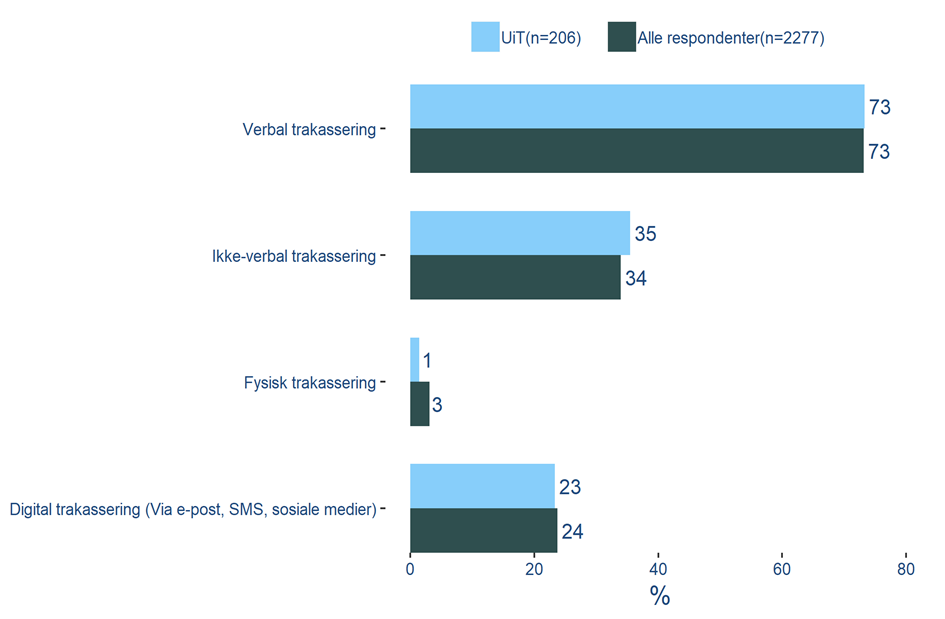 UiT(n=206) Alle respondenter(n=2277)
Verbal trakassering
73
73
Ikke-verbal trakassering
35
34
Fysisk trakassering
1
3
Digital trakassering (Via e-post, SMS, sosiale medier)
23
24
0 20 40 60 80
%